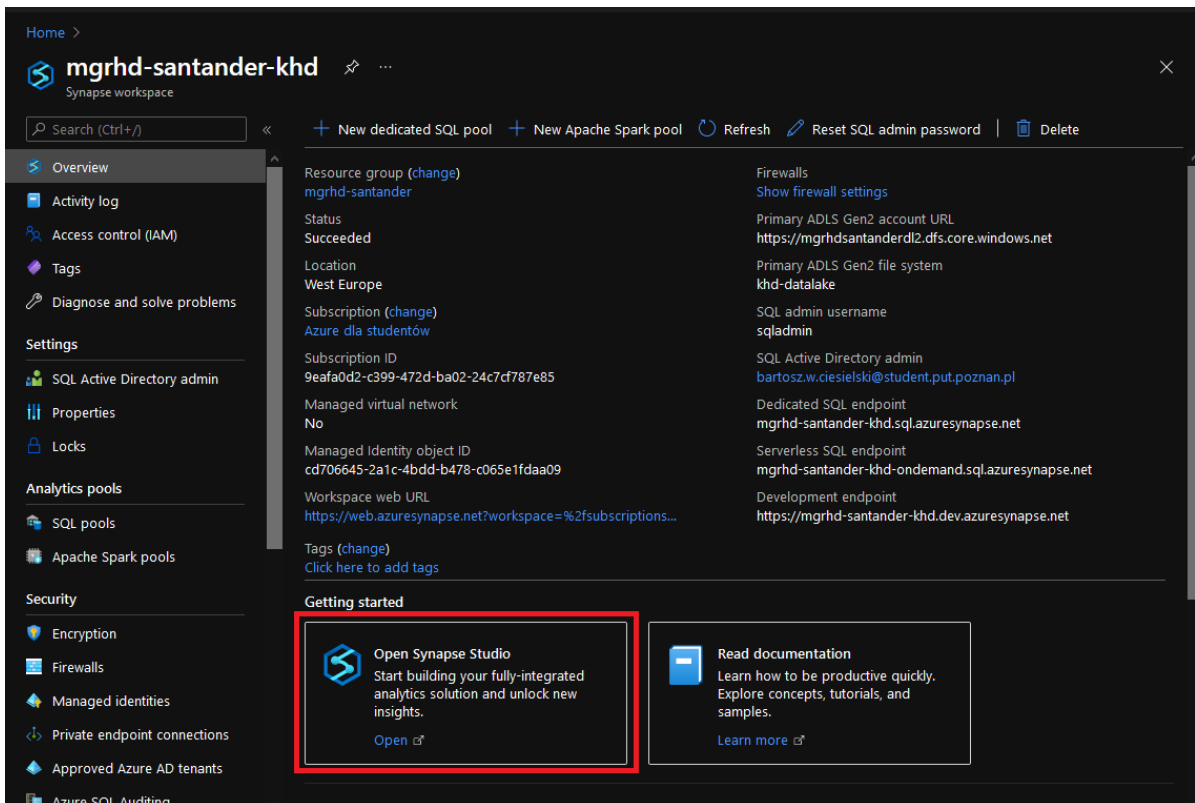 Home >
mgrhd-santander-khd ...
Synapse workspace
Search (Ctrl+/)
«
Overview
Activity log
Access control (IAM)
Tags
Diagnose and solve problems
Settings
SQL Active Directory admin
Properties
Locks
Analytics pools
SQL pools
Apache Spark pools
Security
Encryption
Firewalls
Managed identities
Private endpoint connections
Approved Azure AD tenants
Azure SQL Auditing
+ New dedicated SQL pool + New Apache Spark pool Refresh Reset SQL admin password | Delete
Resource group (change)
mgrhd-santander
Status
Succeeded
Location
West Europe
Subscription (change)
Azure dla studentów
Subscription ID
9eafa0d2-c399-472d-ba02-24c7cf787e85
Managed virtual network
No
Managed Identity object ID
cd706645-2a1c-4bdd-b478-c065e1fdaa09
Workspace web URL
https://web.azuresynapse.net?workspace=%2fsubscriptions...
Tags (change)
Click here to add tags
Firewalls
Show firewall settings
Primary ADLS Gen2 account URL
https://mgrhdsantanderdl2.dfs.core.windows.net
Primary ADLS Gen2 file system
khd-datalake
SQL admin username
sqladmin
SQL Active Directory admin
bartosz.w.ciesielski@student.put.poznan.pl
Dedicated SQL endpoint
mgrhd-santander-khd.sql.azuresynapse.net
Serverless SQL endpoint
mgrhd-santander-khd-ondemand.sql.azuresynapse.net
Development endpoint
https://mgrhd-santander-khd.dev.azuresynapse.net
Getting started
Open Synapse Studio
Start building your fully-integrated
analytics solution and unlock new
insights.
Open
Read documentation
Learn how to be productive quickly.
Explore concepts, tutorials, and
samples.
Learn more